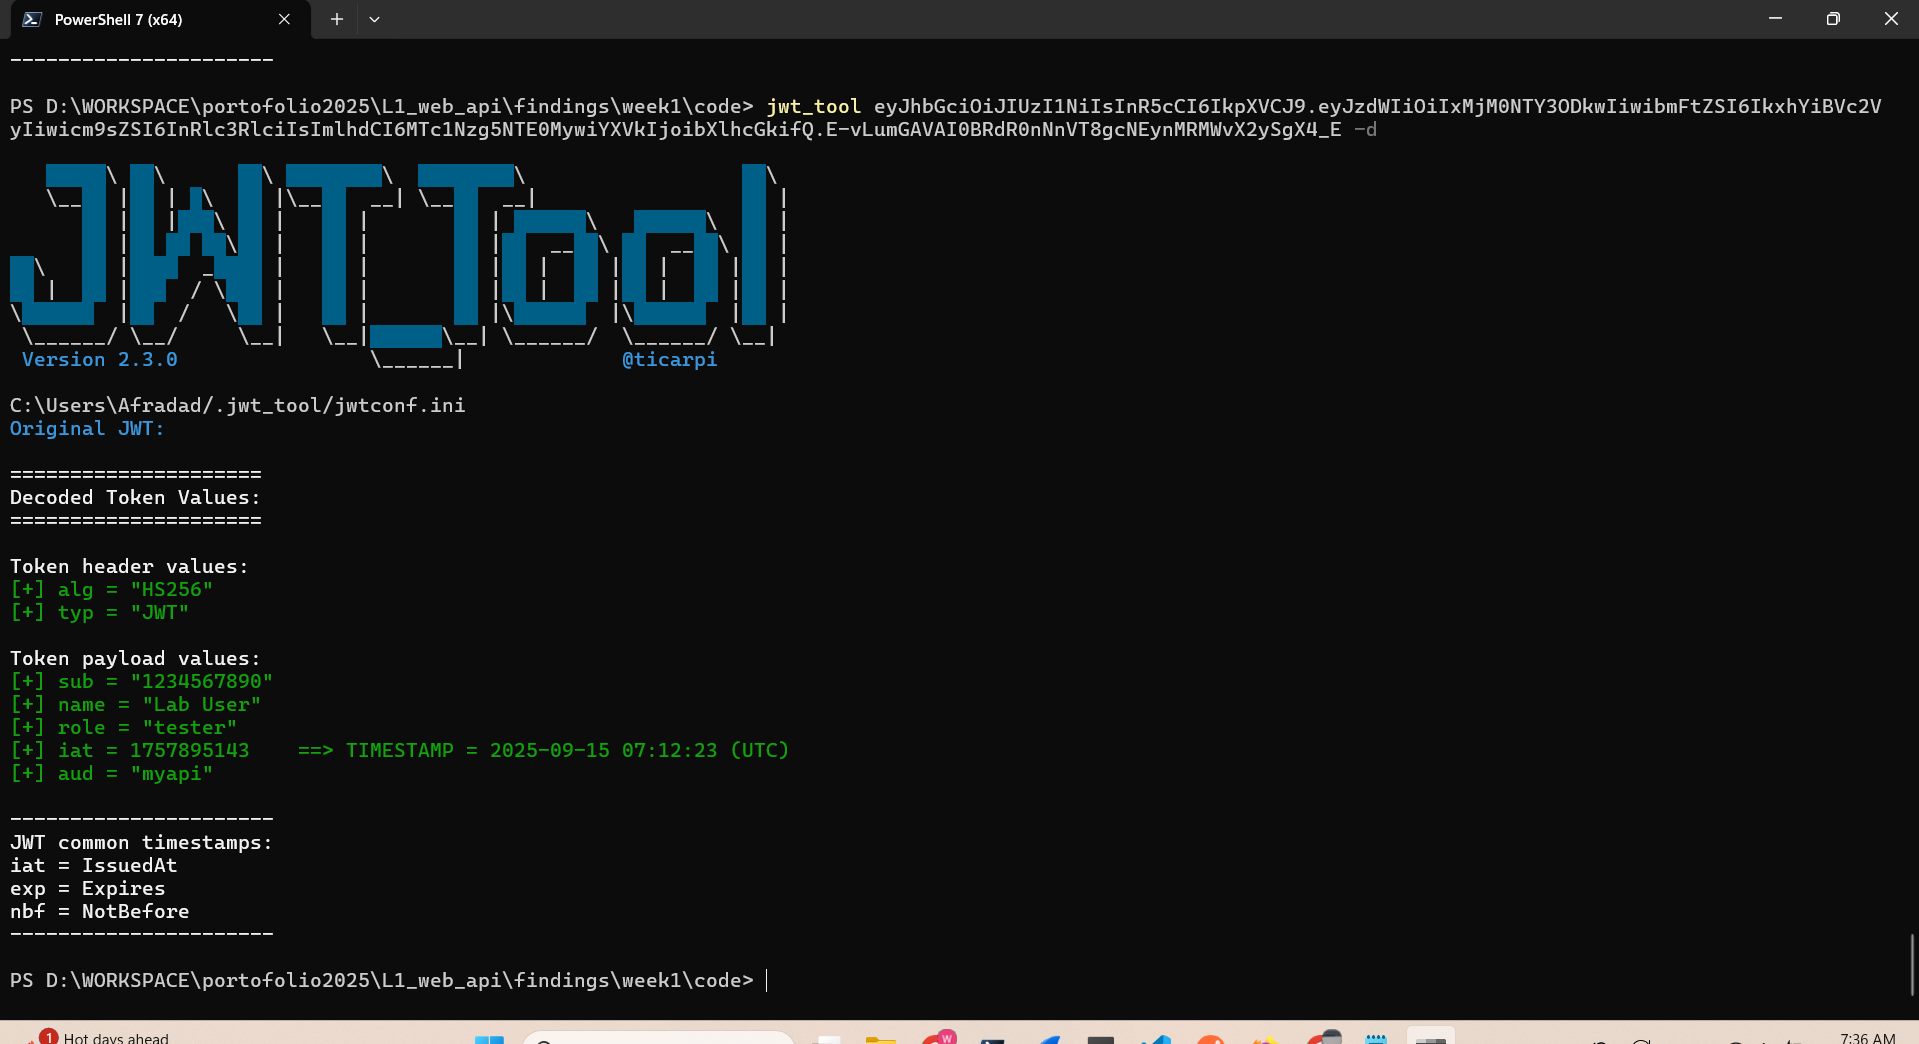 PowerShell 7 (x64)
----------------------
PS D:\WORKSPACE\portofolio2025\L1_web_api\findings\week1\code> jwt_tool eyJhbGciOiJIUzI1NiIsInR5cCI6IkpXVCJ9.eyJzdWIiOiIxMjM0NTY3ODkwIiwibmFtZSI6IkxhYiBVc2V
yIiwicm9sZSI6InRlc3RlciIsImlhdCI6MTc1Nzg5NTE0MywiYXVkIjoibXlhcGkifQ.E-vLumGAVAI0BRdR0nNnVT8gcNEynMRMWvX2ySgX4_E -d
JWT_Tool
Version 2.3.0 @ticarpi
C:\Users\Afradad/.jwt_tool/jwtconf.ini
Original JWT:
=====================
Decoded Token Values:
=====================
Token header values:
[+] alg = "HS256"
[+] typ = "JWT"
Token payload values:
[+] sub = "1234567890"
[+] name = "Lab User"
[+] role = "tester"
[+] iat = 1757895143    ==> TIMESTAMP = 2025-09-15 07:12:23 (UTC)
[+] aud = "myapi"
----------------------
JWT common timestamps:
iat = IssuedAt
exp = Expires
nbf = NotBefore
----------------------
PS D:\WORKSPACE\portofolio2025\L1_web_api\findings\week1\code>
1 Hot days ahead
W
7:36 AM